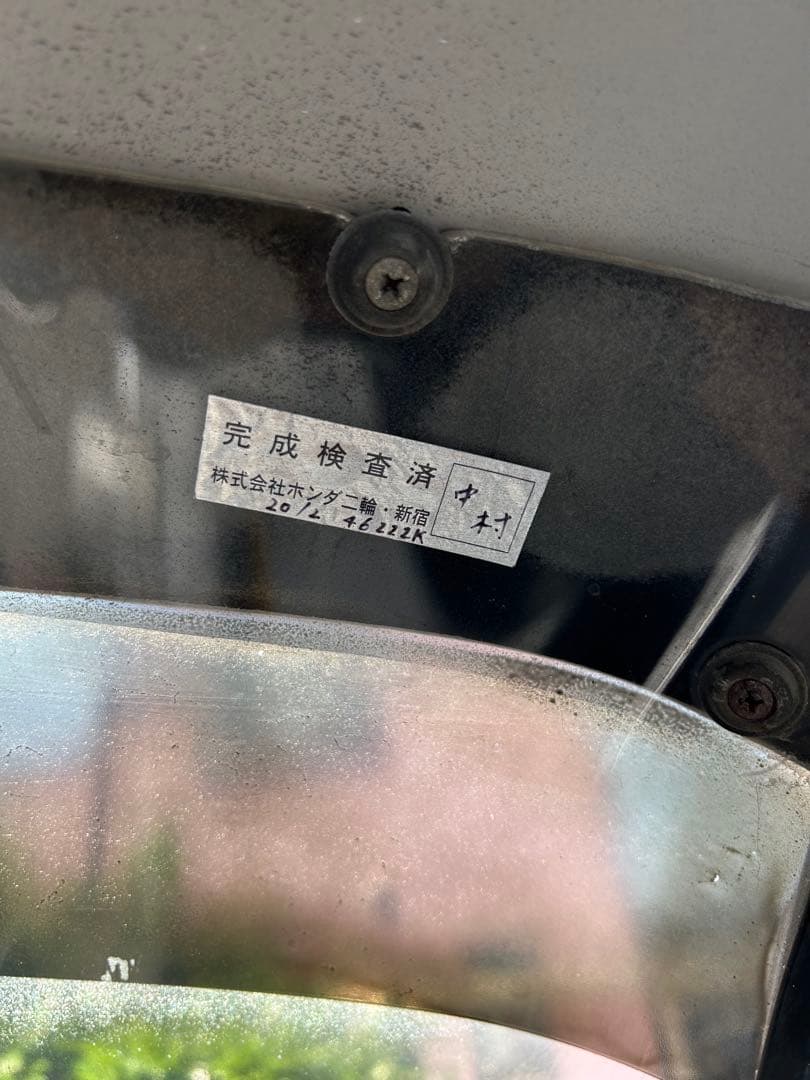 完成検査済
株式会社ホンダ二輪・新宿
20/2 46222K
中村